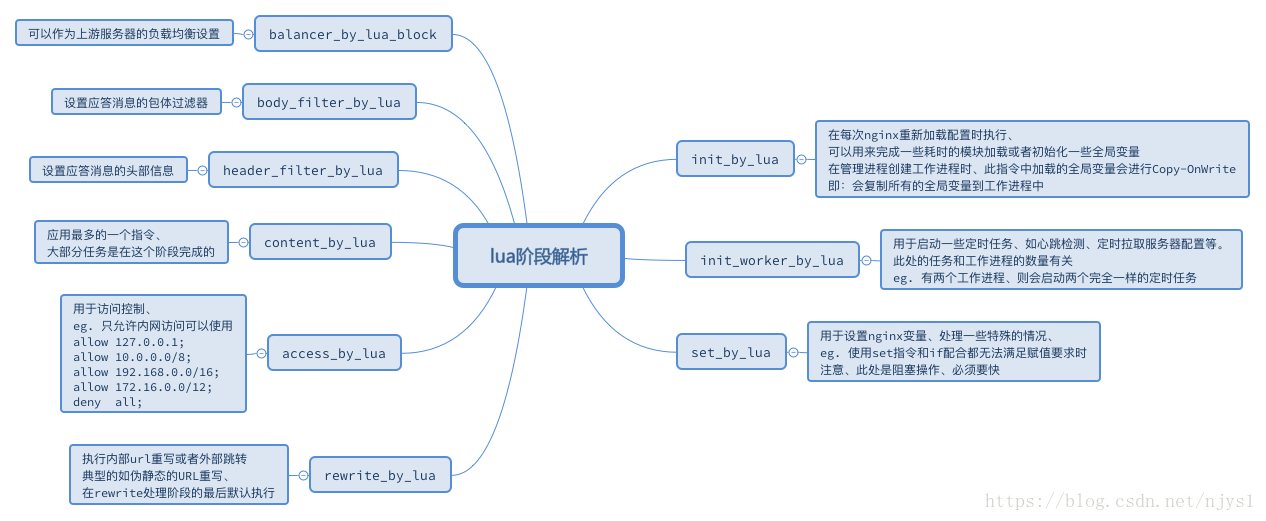 lua阶段解析
init_by_lua
在每次nginx重新加载配置时执行、
可以用来完成一些耗时的模块加载或者初始化一些全局变量
在管理进程创建工作进程时、此指令中加载的全局变量会进行Copy-OnWrite
即：会复制所有的全局变量到工作进程中
init_worker_by_lua
用于启动一些定时任务、如心跳检测、定时拉取服务器配置等。
此处的任务和工作进程的数量有关
eg. 有两个工作进程、则会启动两个完全一样的定时任务
set_by_lua
用于设置nginx变量、处理一些特殊的情况、
eg. 使用set指令和if配合都无法满足赋值要求时
注意、此处是阻塞操作、必须要快
rewrite_by_lua
执行内部url重写或者外部跳转
典型的如伪静态的URL重写、
在rewrite处理阶段的最后默认执行
access_by_lua
用于访问控制、
eg. 只允许内网访问可以使用
allow 127.0.0.1;
allow 10.0.0.0/8;
allow 192.168.0.0/16;
allow 172.16.0.0/12;
deny  all;
content_by_lua
应用最多的一个指令、
大部分任务是在这个阶段完成的
header_filter_by_lua
设置应答消息的头部信息
body_filter_by_lua
设置应答消息的包体过滤器
balancer_by_lua_block
可以作为上游服务器的负载均衡设置
https://blog.csdn.net/njys1